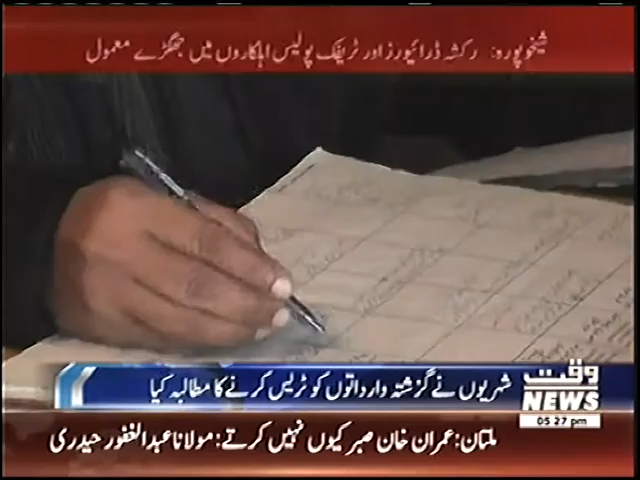 شیخوپورہ: رکشہ ڈرائیورز اور ٹریفک پولیس اہلکاروں میں جھگڑے معمول
شہریوں نے گزشتہ وارداتوں کو ٹریس کرنے کا مطالبہ کیا
وقت
NEWS
05:27 pm
ملتان: عمران خان صبر کیوں نہیں کرتے: مولانا عبدالغفور حیدری